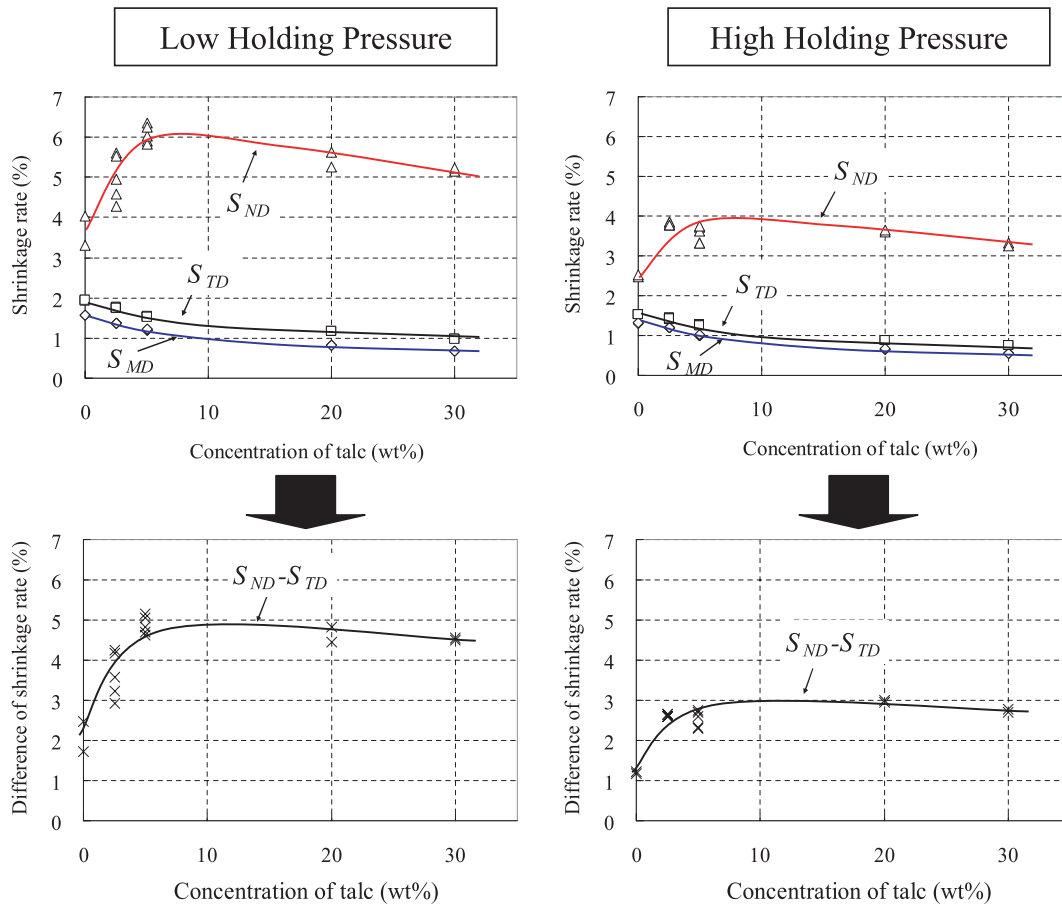 Low Holding Pressure
High Holding Pressure
Shrinkage rate (%)
7
6
5
4
3
2
1
0
S ND
S TD
S MD
0
10
20
30
Concentration of talc (wt%)
Shrinkage rate (%)
7
6
5
4
3
2
1
0
S ND
S TD
S MD
0
10
20
30
Concentration of talc (wt%)
Difference of shrinkage rate (%)
7
6
5
4
3
2
1
0
S ND-S TD
0
10
20
30
Concentration of talc (wt%)
Difference of shrinkage rate (%)
7
6
5
4
3
2
1
0
S ND-S TD
0
10
20
30
Concentration of talc (wt%)